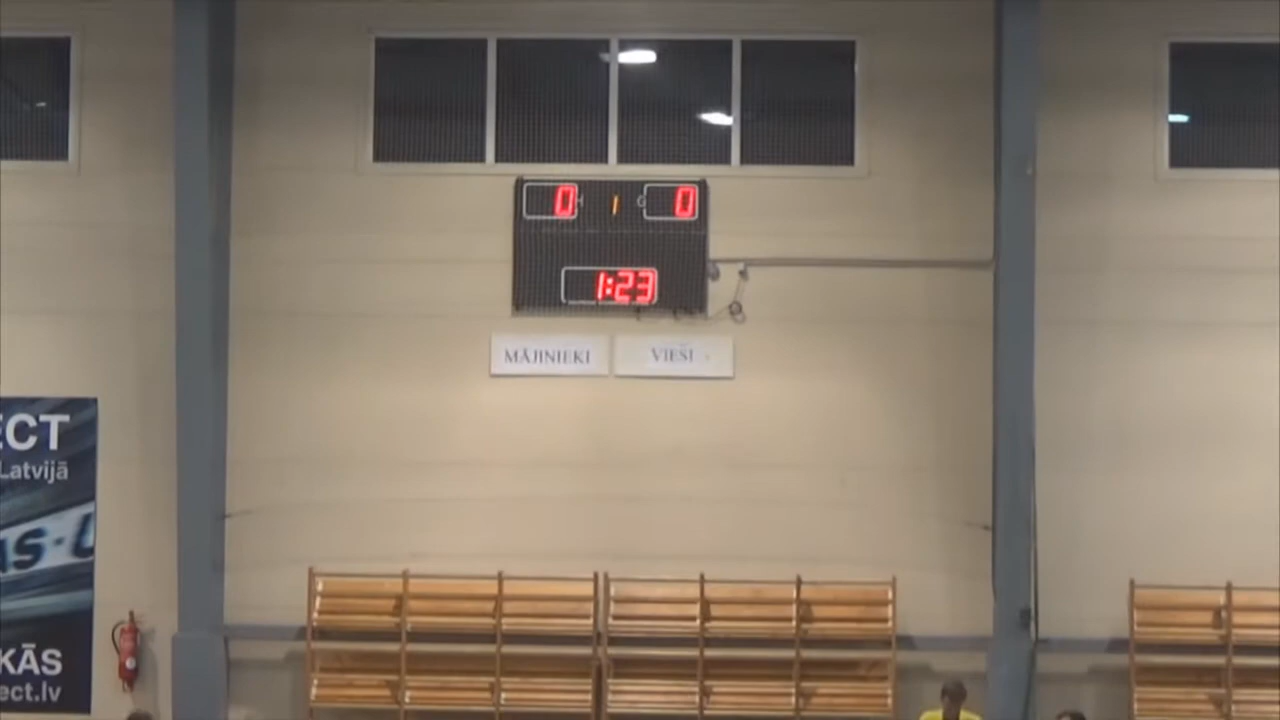 0 1 G 0
1:23
MĀJINIEKI
VIEŠI
ECT
Latvijā
AS-L
KĀS
ect.lv